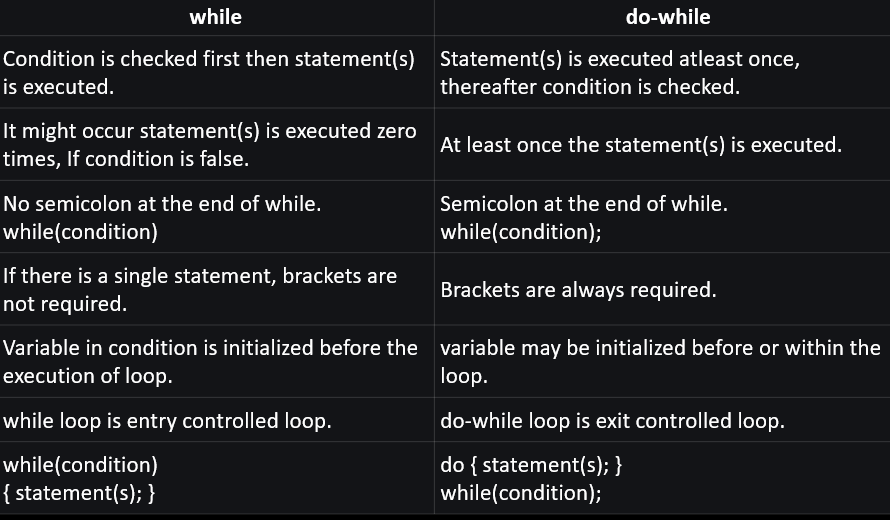 while
do-while
Condition is checked first then statement(s)
is executed.
Statement(s) is executed atleast once,
thereafter condition is checked.
It might occur statement(s) is executed zero
times, If condition is false.
At least once the statement(s) is executed.
No semicolon at the end of while.
while(condition)
Semicolon at the end of while.
while(condition);
If there is a single statement, brackets are
not required.
Brackets are always required.
Variable in condition is initialized before the
execution of loop.
variable may be initialized before or within the
loop.
while loop is entry controlled loop.
do-while loop is exit controlled loop.
while(condition)
{ statement(s); }
do { statement(s); }
while(condition);